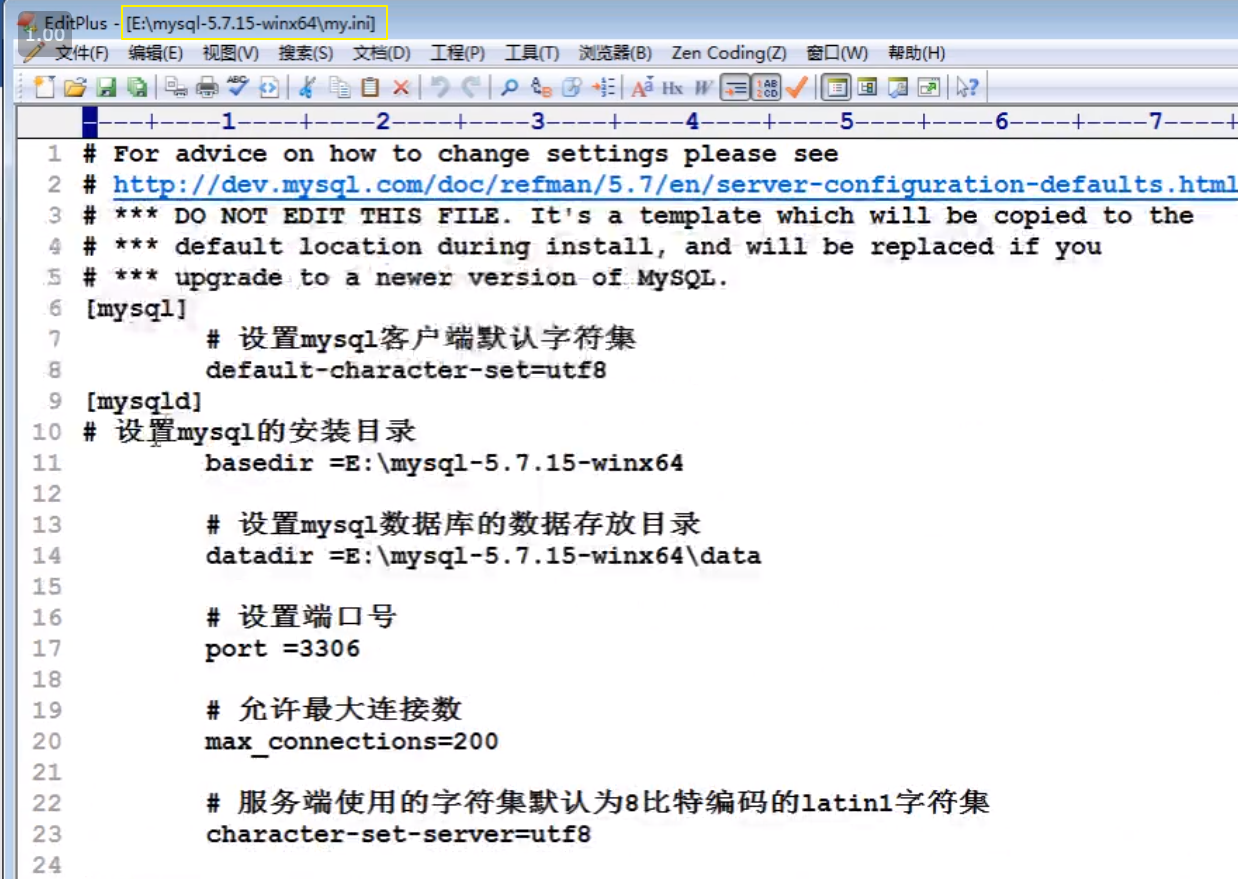 EditPlus - [E:\mysql-5.7.15-winx64\my.ini]
1.00
文件(F) 编辑(E) 视图(V) 搜索(S) 文档(D) 工程(P) 工具(T) 浏览器(B) Zen Coding(Z) 窗口(W) 帮助(H)
----+----1----+----2----+----3----+----4----+----5----+----6----+----7----+
1 # For advice on how to change settings please see
2 # http://dev.mysql.com/doc/refman/5.7/en/server-configuration-defaults.html
3 # *** DO NOT EDIT THIS FILE. It's a template which will be copied to the
4 # *** default location during install, and will be replaced if you
5 # *** upgrade to a newer version of MySQL.
6 [mysql]
7 # 设置mysql客户端默认字符集
8 default-character-set=utf8
9 [mysqld]
10 # 设置mysql的安装目录
11 basedir =E:\mysql-5.7.15-winx64
12
13 # 设置mysql数据库的数据存放目录
14 datadir =E:\mysql-5.7.15-winx64\data
15
16 # 设置端口号
17 port =3306
18
19 # 允许最大连接数
20 max_connections=200
21
22 # 服务端使用的字符集默认为8比特编码的latin1字符集
23 character-set-server=utf8
24